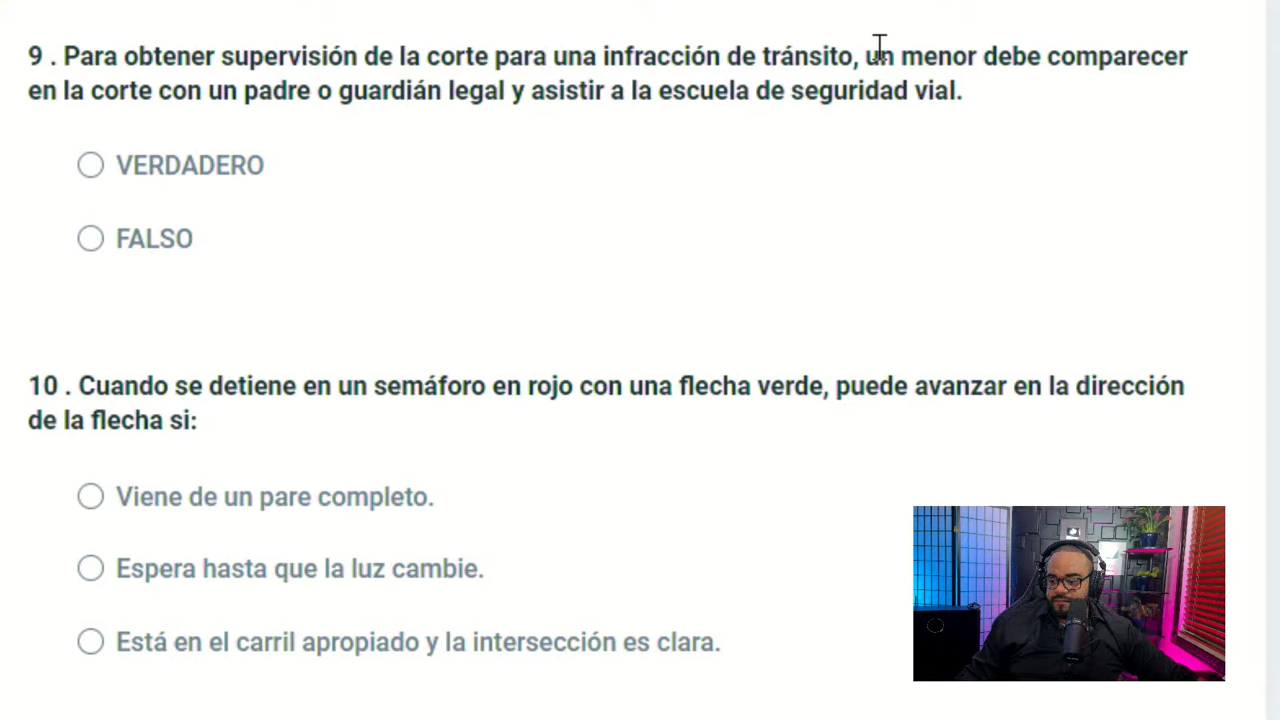 9 . Para obtener supervisión de la corte para una infracción de tránsito, un menor debe comparecer
en la corte con un padre o guardián legal y asistir a la escuela de seguridad vial.
VERDADERO
FALSO
10 . Cuando se detiene en un semáforo en rojo con una flecha verde, puede avanzar en la dirección
de la flecha si:
Viene de un pare completo.
Espera hasta que la luz cambie.
Está en el carril apropiado y la intersección es clara.